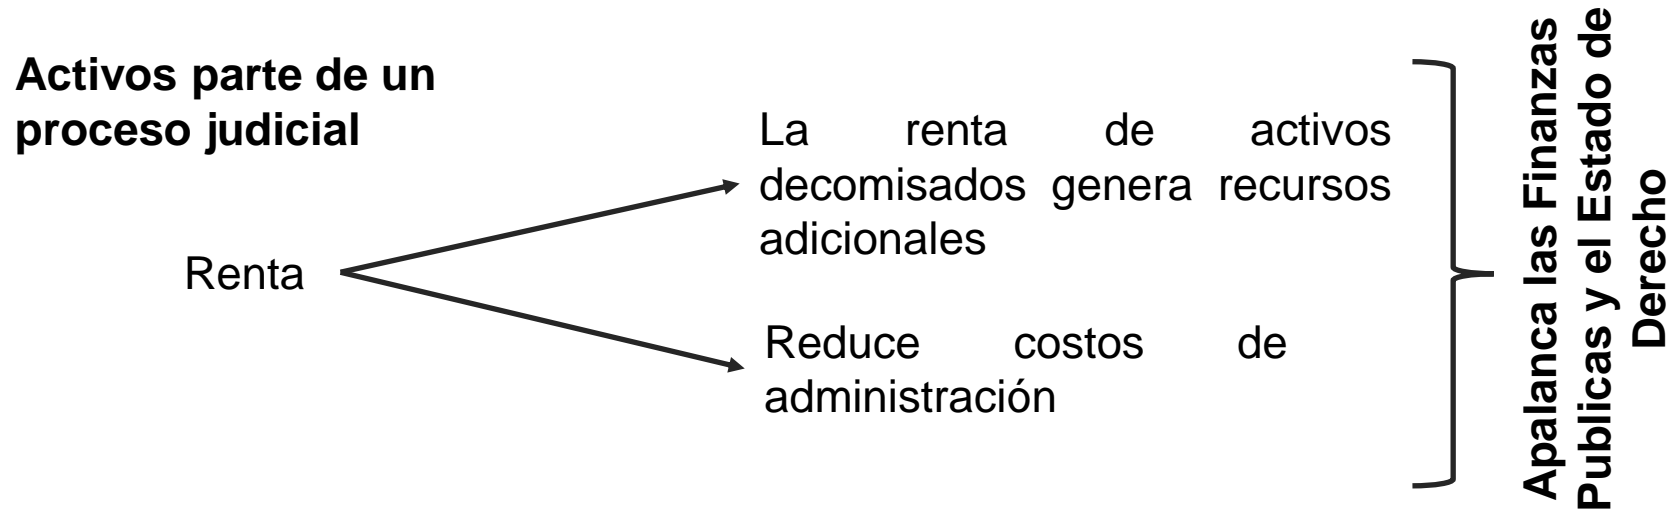 Activos parte de un
proceso judicial
Renta
La renta de activos
decomisados genera recursos
adicionales
Reduce costos de
administración
Apalanca las Finanzas
Publicas y el Estado de
Derecho